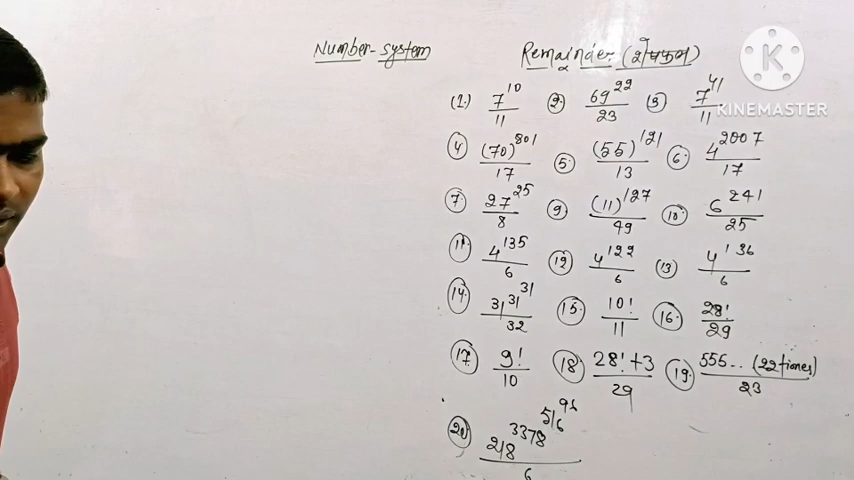 Number-system Remainder (शेषफल)
K
KINEMASTER
(1.) 7^10/11 2. 69^22/23 3. 7^41/11
4. (70)^801/17 5. (55)^121/13 6. 4^2007/17
7. 27^25/8 9. (11)^127/49 10. 6^241/25
11. 4^135/6 12. 4^122/6 13. 4^136/6
14. 31^31^31/32 15. 10!/11 16. 28!/29
17. 9!/10 18. 28!+3/29 19. 555... (22 times)/23
20. 218^3378^516^96/6